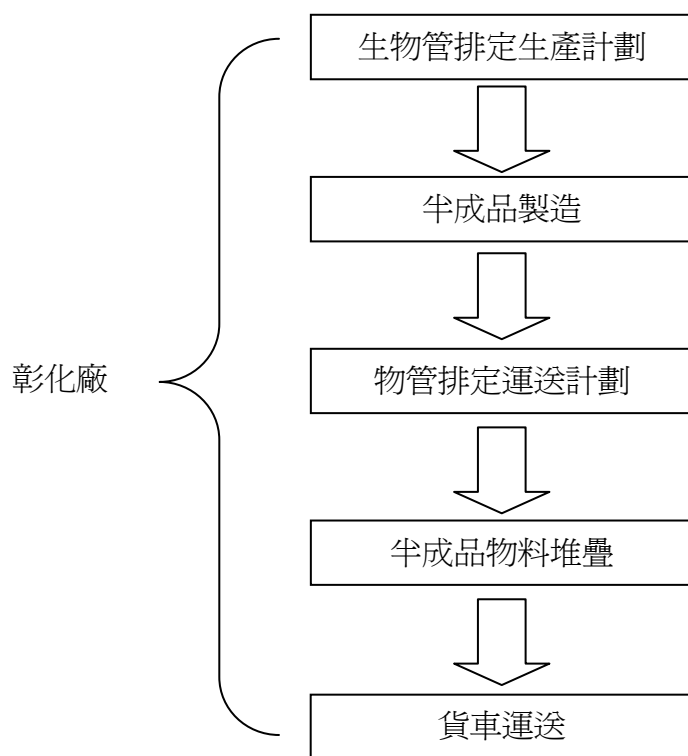 生物管排定生產計劃
半成品製造
彰化廠
物管排定運送計劃
半成品物料堆疊
貨車運送